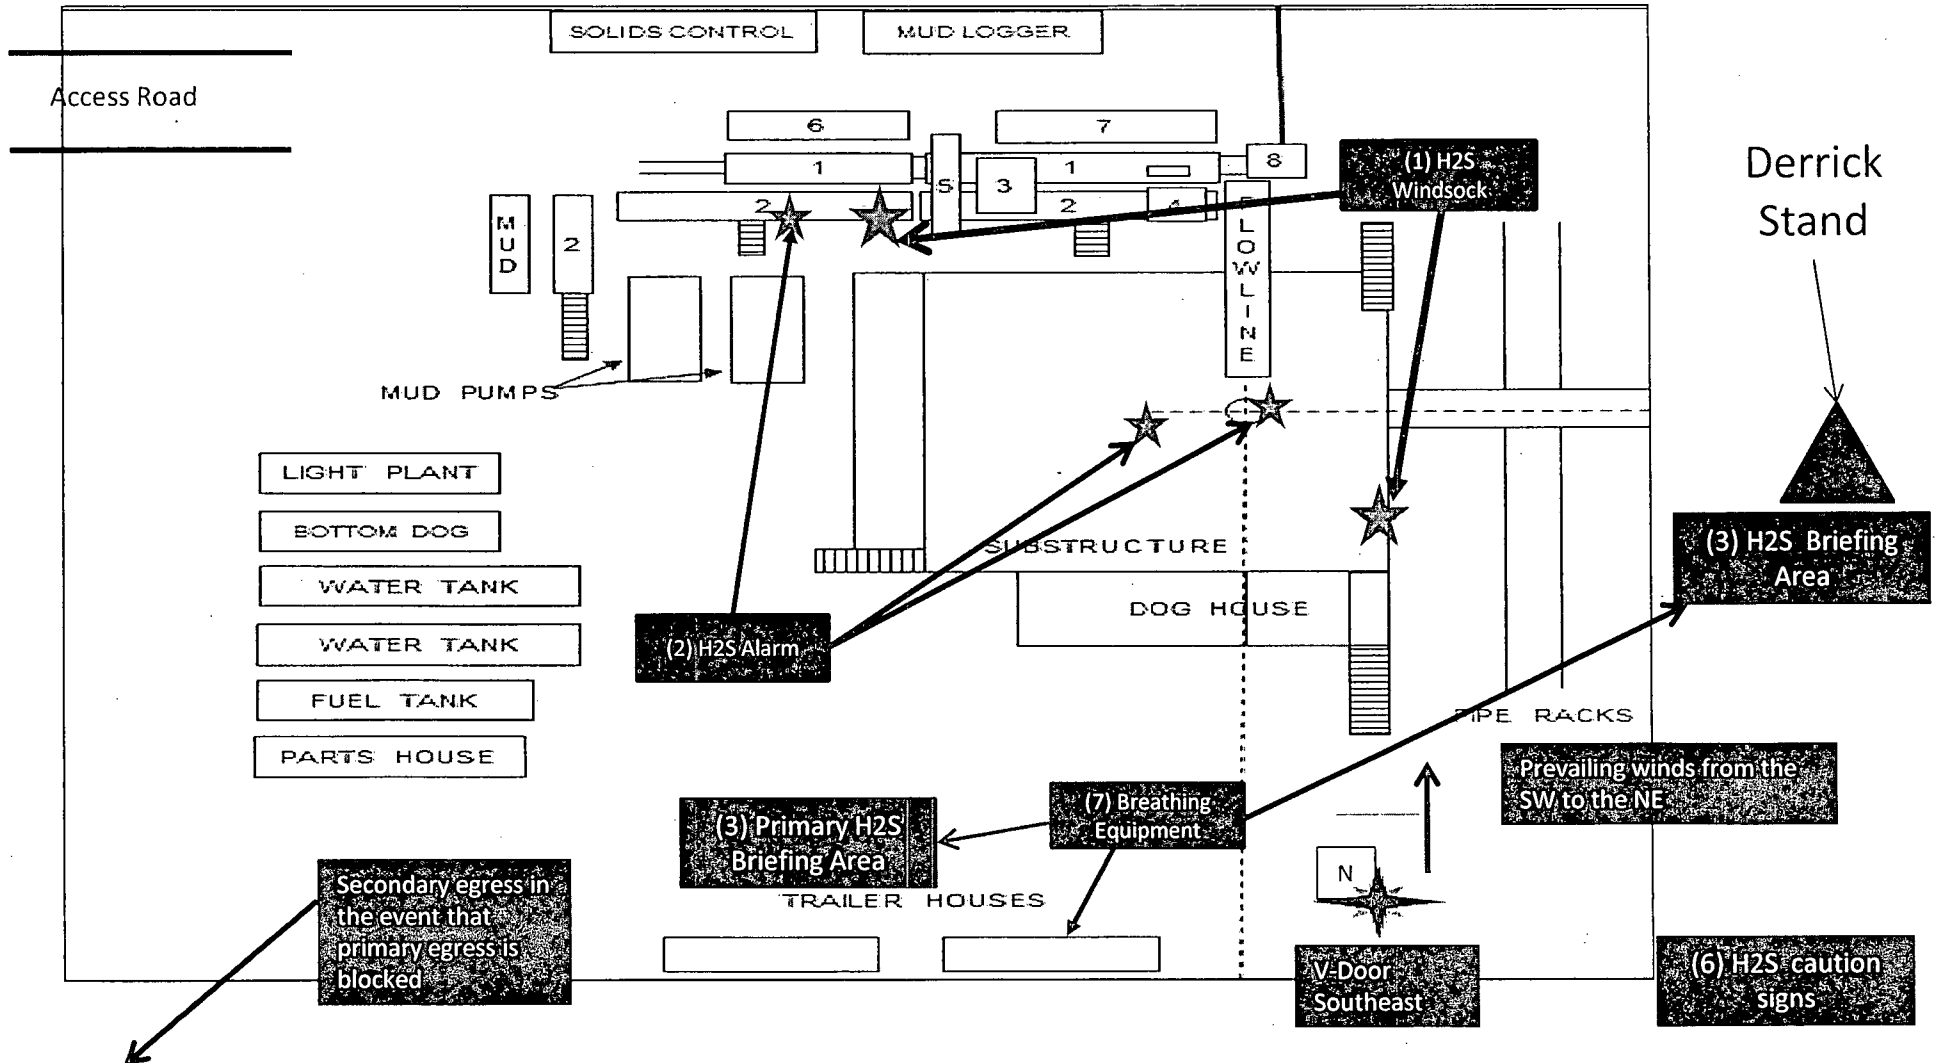 SOLIDS CONTROL
MUD LOGGER
Access Road
6
7
1
S
3
1
8
2
2
4
(1) H2S
Windsock
Derrick
Stand
MUD
2
FLOWLINE
MUD PUMPS
LIGHT PLANT
BOTTOM DOG
WATER TANK
WATER TANK
FUEL TANK
PARTS HOUSE
SUBSTRUCTURE
DOG HOUSE
(2) H2S Alarm
(3) H2S Briefing
Area
PIPE RACKS
Prevailing winds from the
SW to the NE
(7) Breathing
Equipment
(3) Primary H2S
Briefing Area
TRAILER HOUSES
Secondary egress in
the event that
primary egress is
blocked
N
V-Door
Southeast
(6) H2S caution
signs